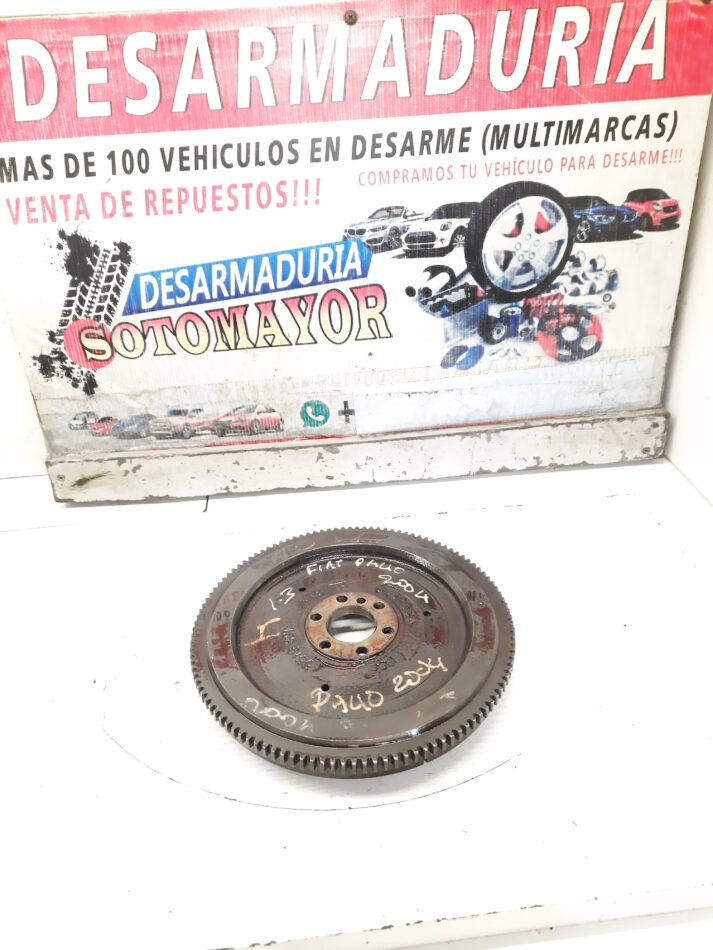 DESARMADURIA
MAS DE 100 VEHICULOS EN DESARME (MULTIMARCAS)
VENTA DE REPUESTOS!!!
COMPRAMOS TU VEHÍCULO PARA DESARME!!!
DESARMADURIA
SOTOMAYOR
1.3 FIAT PALIO 2004
PALIO 2004